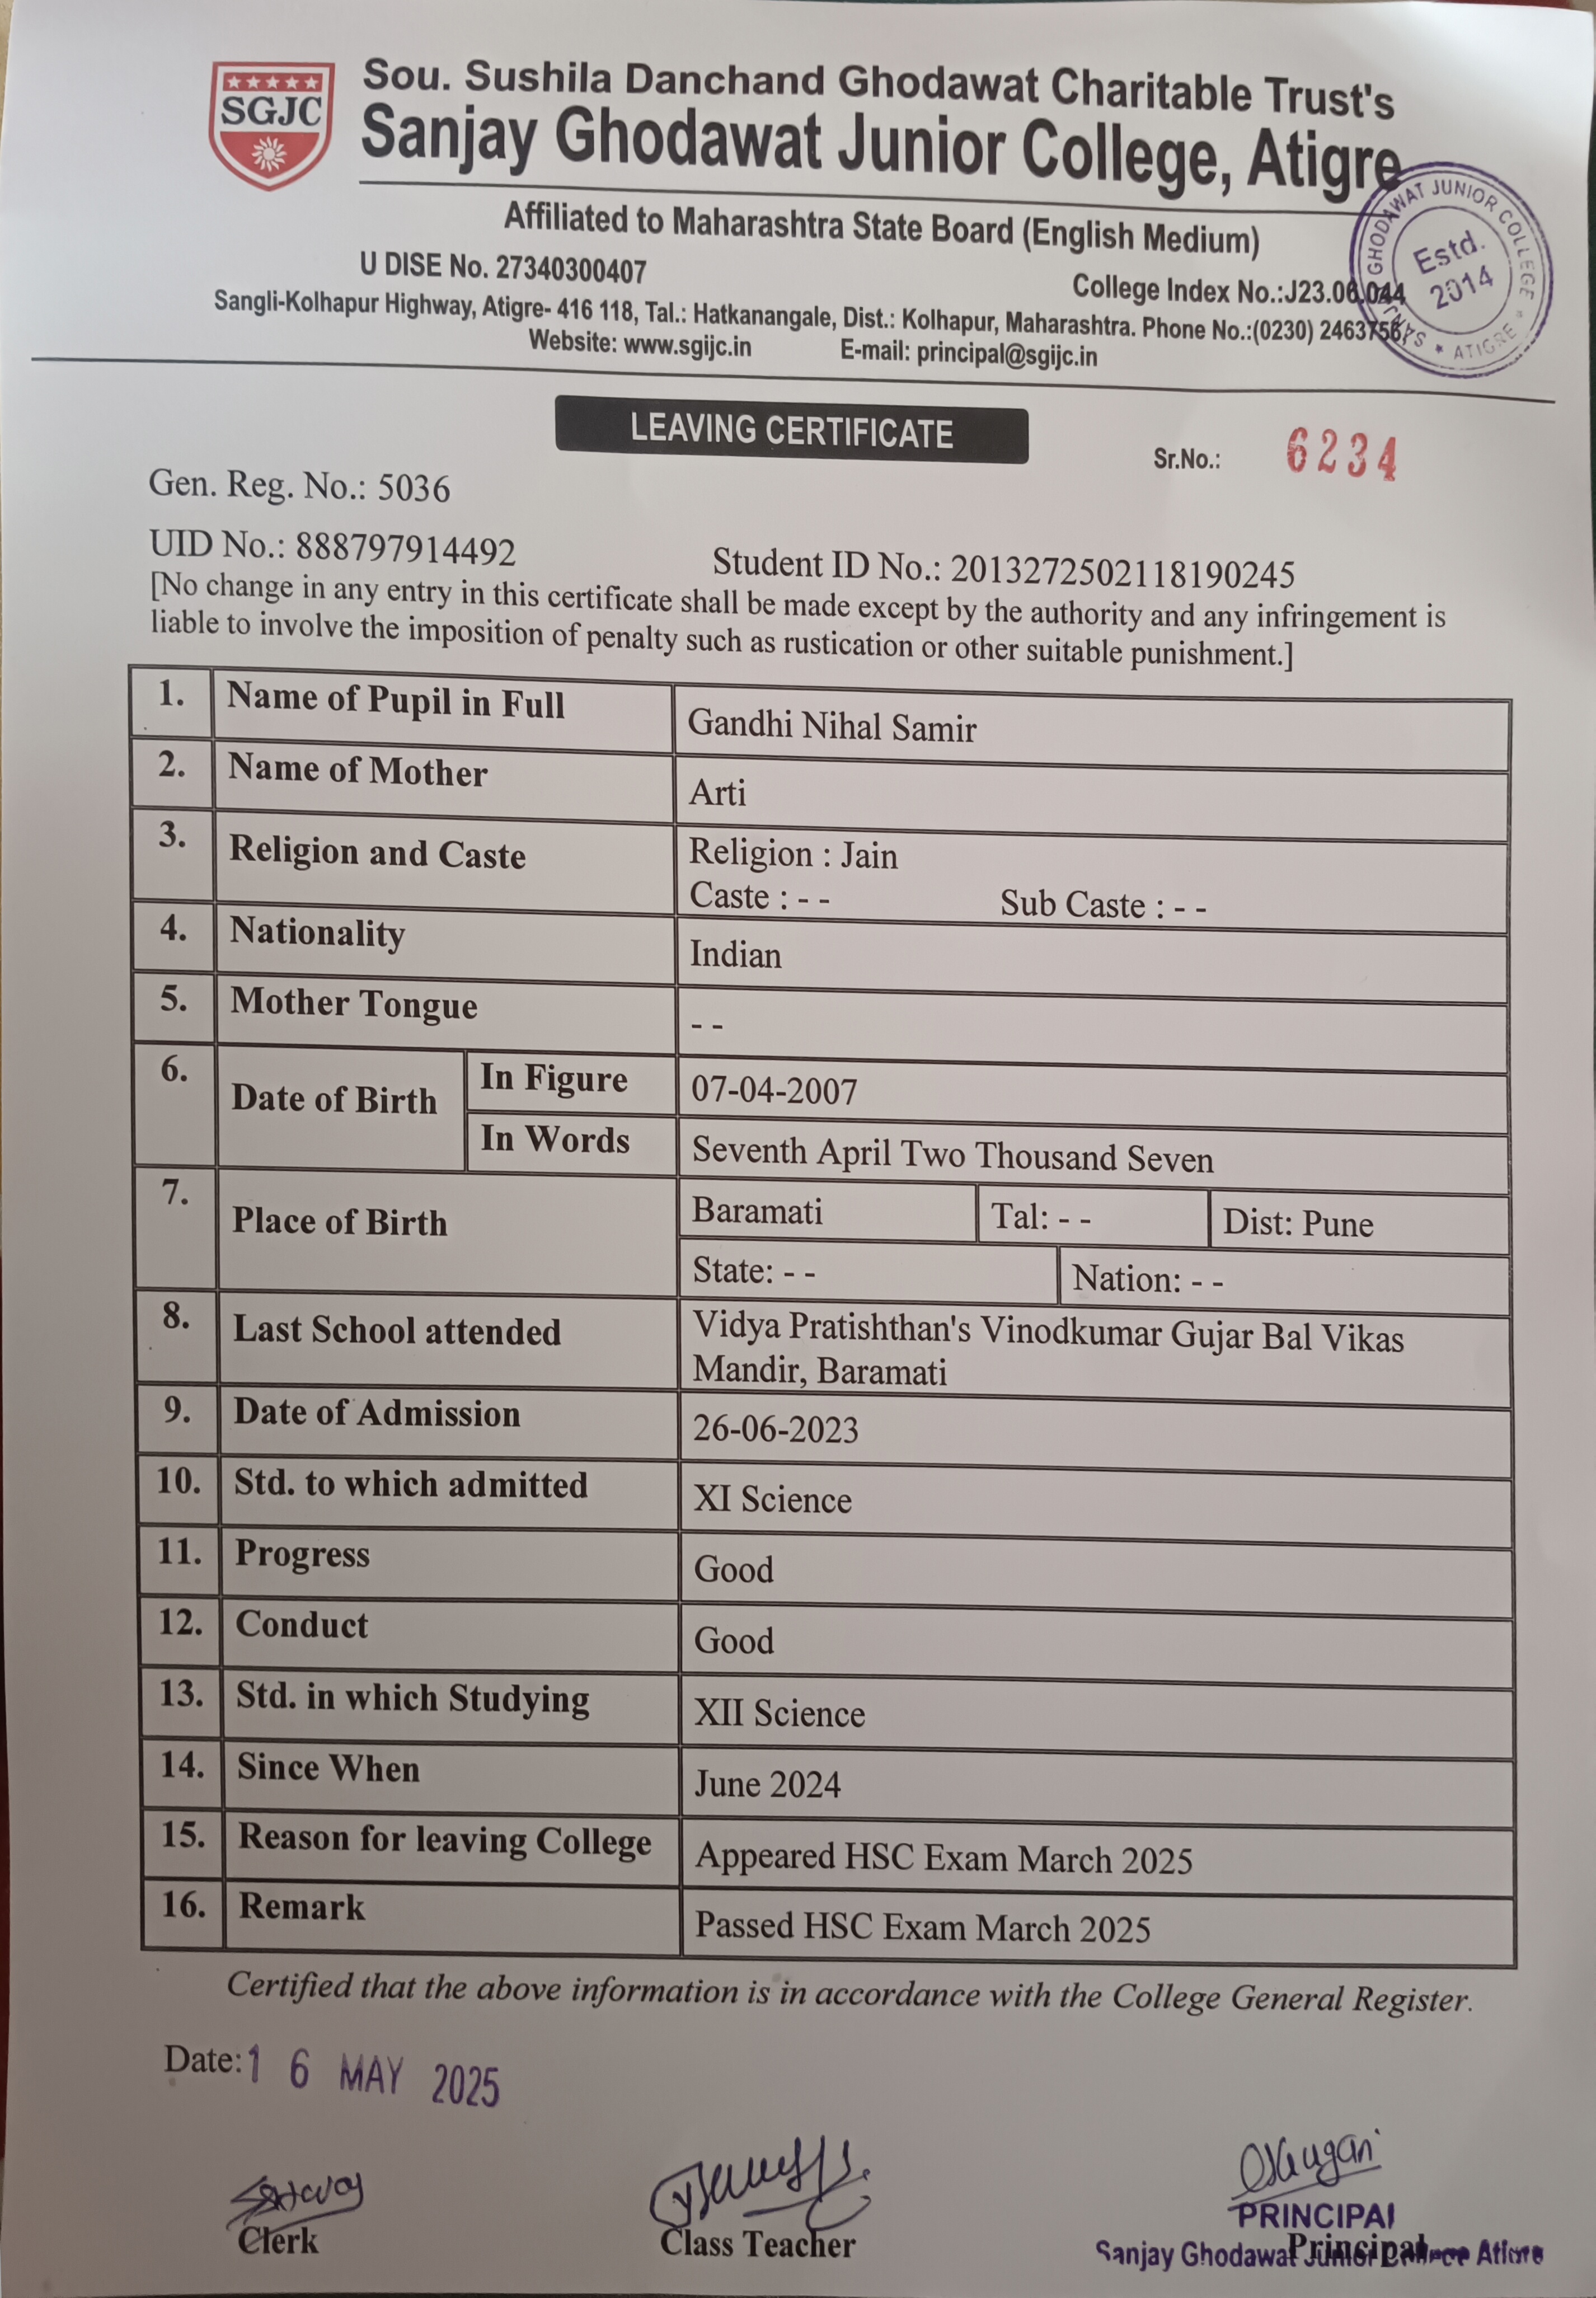 SGJC
Sou. Sushila Danchand Ghodawat Charitable Trust's
Sanjay Ghodawat Junior College, Atigre
Affiliated to Maharashtra State Board (English Medium)
U DISE No. 27340300407 College Index No.:J23.06.044
Sangli-Kolhapur Highway, Atigre- 416 118, Tal.: Hatkanangale, Dist.: Kolhapur, Maharashtra. Phone No.:(0230) 2463756,
Website: www.sgijc.in E-mail: principal@sgijc.in
SANJAY GHODAWAT JUNIOR COLLEGE * ATIGRE *
Estd.
2014
LEAVING CERTIFICATE
Sr.No.: 6234
Gen. Reg. No.: 5036
UID No.: 888797914492 Student ID No.: 2013272502118190245
[No change in any entry in this certificate shall be made except by the authority and any infringement is
liable to involve the imposition of penalty such as rustication or other suitable punishment.]
1. Name of Pupil in Full Gandhi Nihal Samir
2. Name of Mother Arti
3. Religion and Caste Religion : Jain
Caste : - - Sub Caste : - -
4. Nationality Indian
5. Mother Tongue - -
6. Date of Birth In Figure 07-04-2007
In Words Seventh April Two Thousand Seven
7. Place of Birth Baramati Tal: - - Dist: Pune
State: - - Nation: - -
8. Last School attended Vidya Pratishthan's Vinodkumar Gujar Bal Vikas
Mandir, Baramati
9. Date of Admission 26-06-2023
10. Std. to which admitted XI Science
11. Progress Good
12. Conduct Good
13. Std. in which Studying XII Science
14. Since When June 2024
15. Reason for leaving College Appeared HSC Exam March 2025
16. Remark Passed HSC Exam March 2025
Certified that the above information is in accordance with the College General Register.
Date: 16 MAY 2025
PRINCIPAL
Clerk Class Teacher Principal
Sanjay Ghodawat Junior Atigre